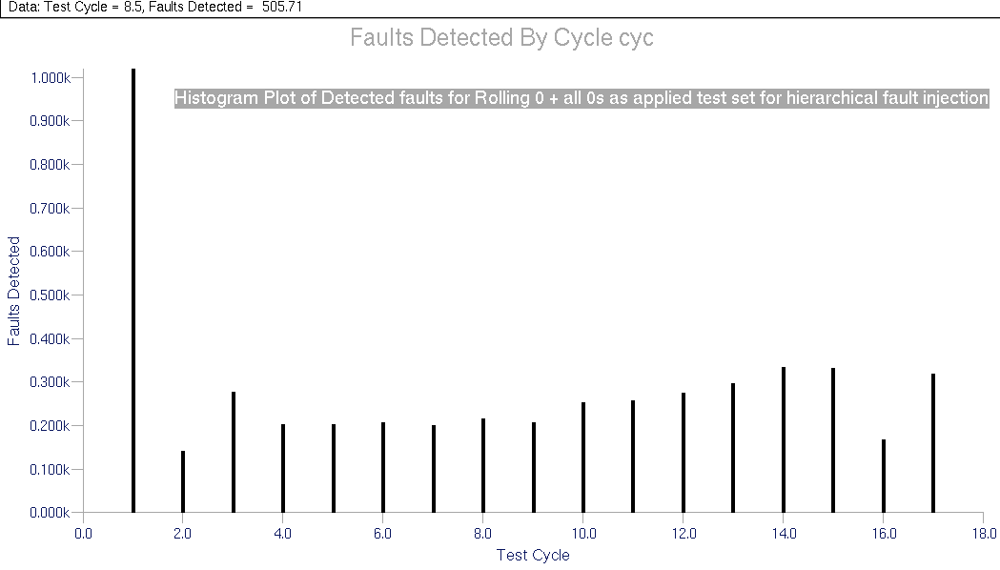 Data: Test Cycle = 8.5, Faults Detected = 505.71
Faults Detected By Cycle cyc
Histogram Plot of Detected faults for Rolling 0 + all 0s as applied test set for hierarchical fault injection
1.000k
0.900k
0.800k
0.700k
0.600k
0.500k
0.400k
0.300k
0.200k
0.100k
0.000k
Faults Detected
0.0 2.0 4.0 6.0 8.0 10.0 12.0 14.0 16.0 18.0
Test Cycle